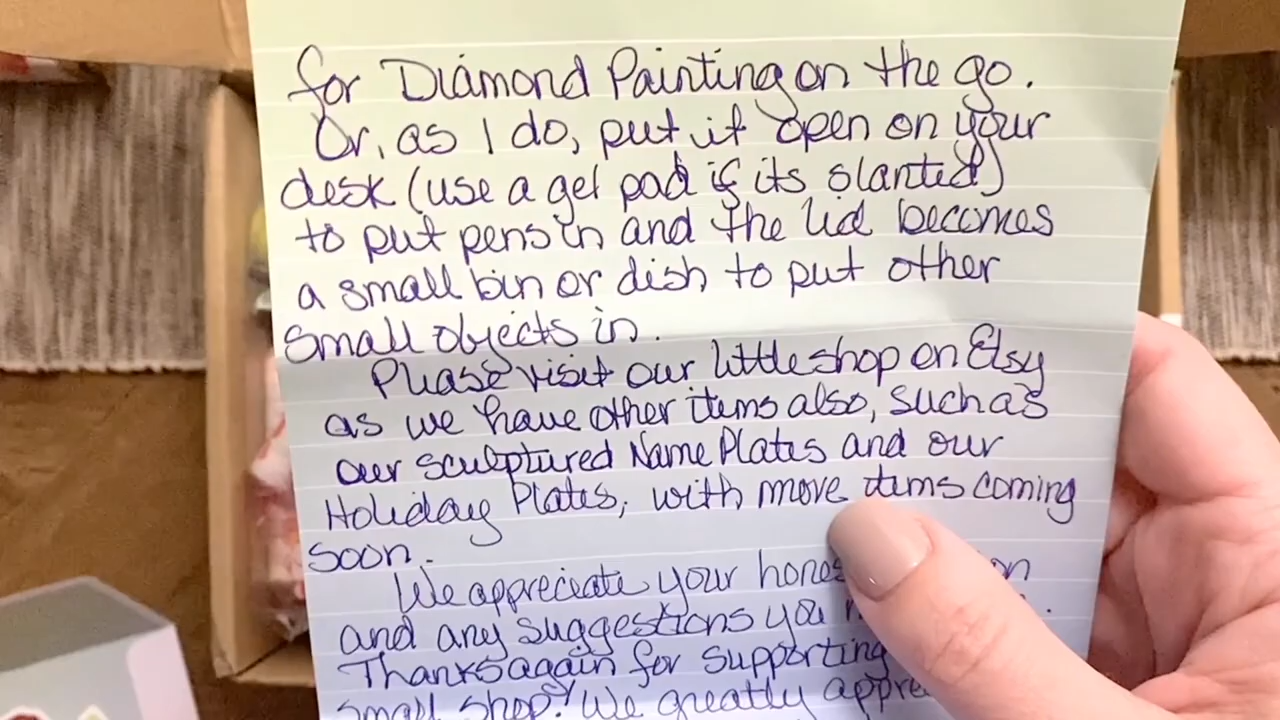 for Diamond Painting on the go.
Or, as I do, put it open on your
desk (use a gel pad if its slanted)
to put pens in and the lid becomes
a small bin or dish to put other
small objects in.
Please visit our little shop on Etsy
as we have other items also, such as
our sculptured Name Plates and our
Holiday Plates, with more items coming
soon.
We appreciate your
and any suggestions you
Thanks again for supporting
small shop! We greatly